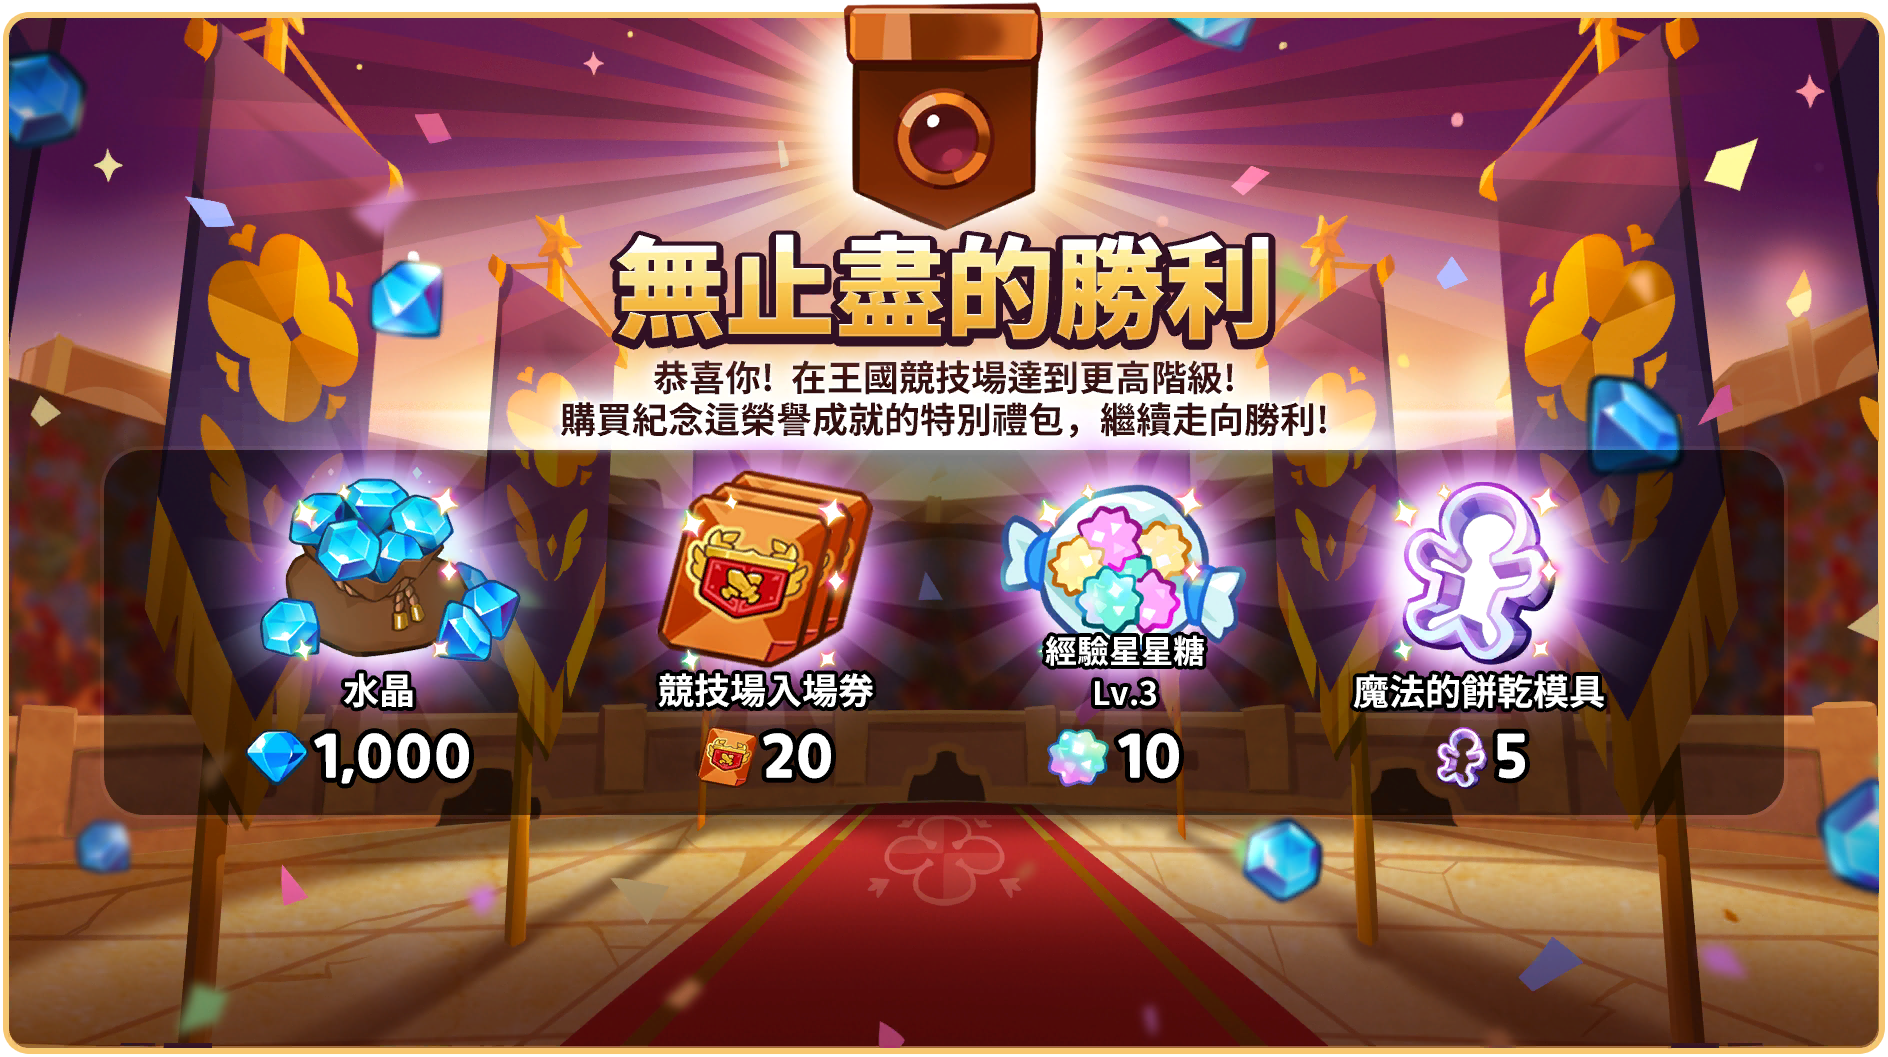 無止盡的勝利
恭喜你! 在王國競技場達到更高階級!
購買紀念這榮譽成就的特別禮包，繼續走向勝利!
水晶
1,000
競技場入場券
20
經驗星星糖
Lv.3
10
魔法的餅乾模具
5